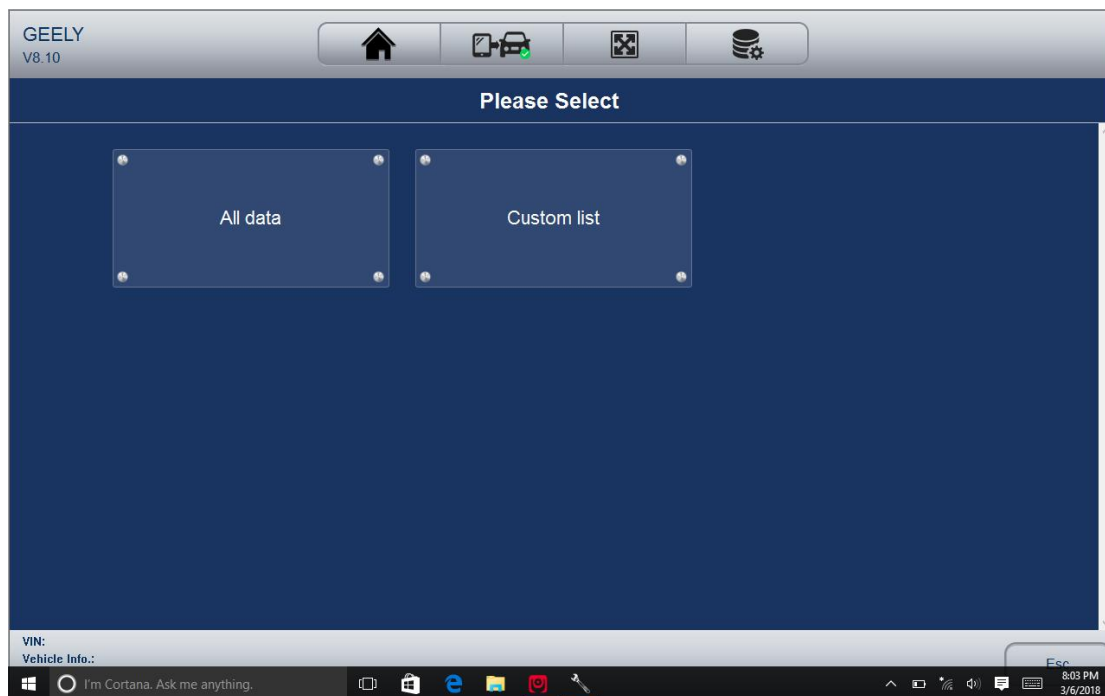 GEELY
V8.10
Please Select
All data
Custom list
VIN:
Vehicle Info.:
Esc
I'm Cortana. Ask me anything.
8:03 PM
3/6/2018